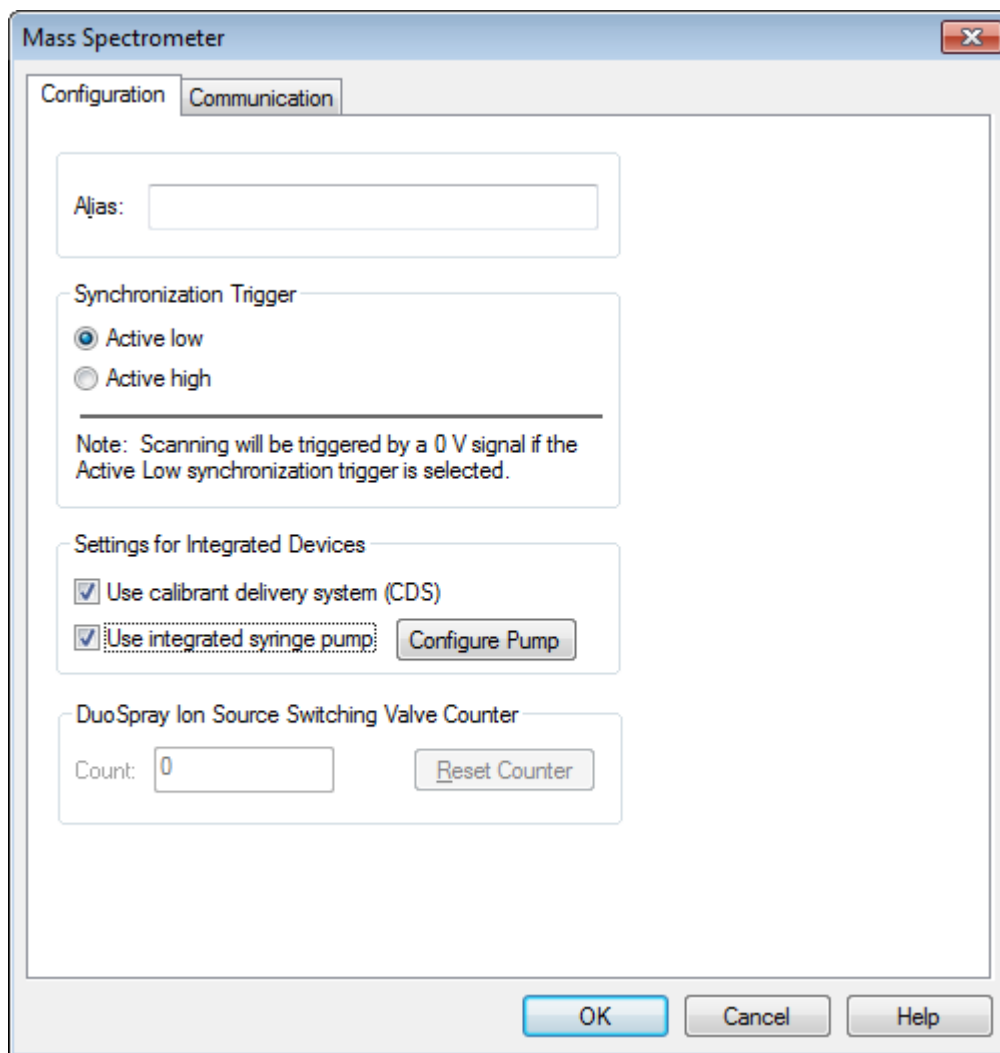 Mass Spectrometer
Configuration
Communication
Alias:
Synchronization Trigger
Active low
Active high
Note:  Scanning will be triggered by a 0 V signal if the
Active Low synchronization trigger is selected.
Settings for Integrated Devices
Use calibrant delivery system (CDS)
Use integrated syringe pump
Configure Pump
DuoSpray Ion Source Switching Valve Counter
Count: 0
Reset Counter
OK
Cancel
Help